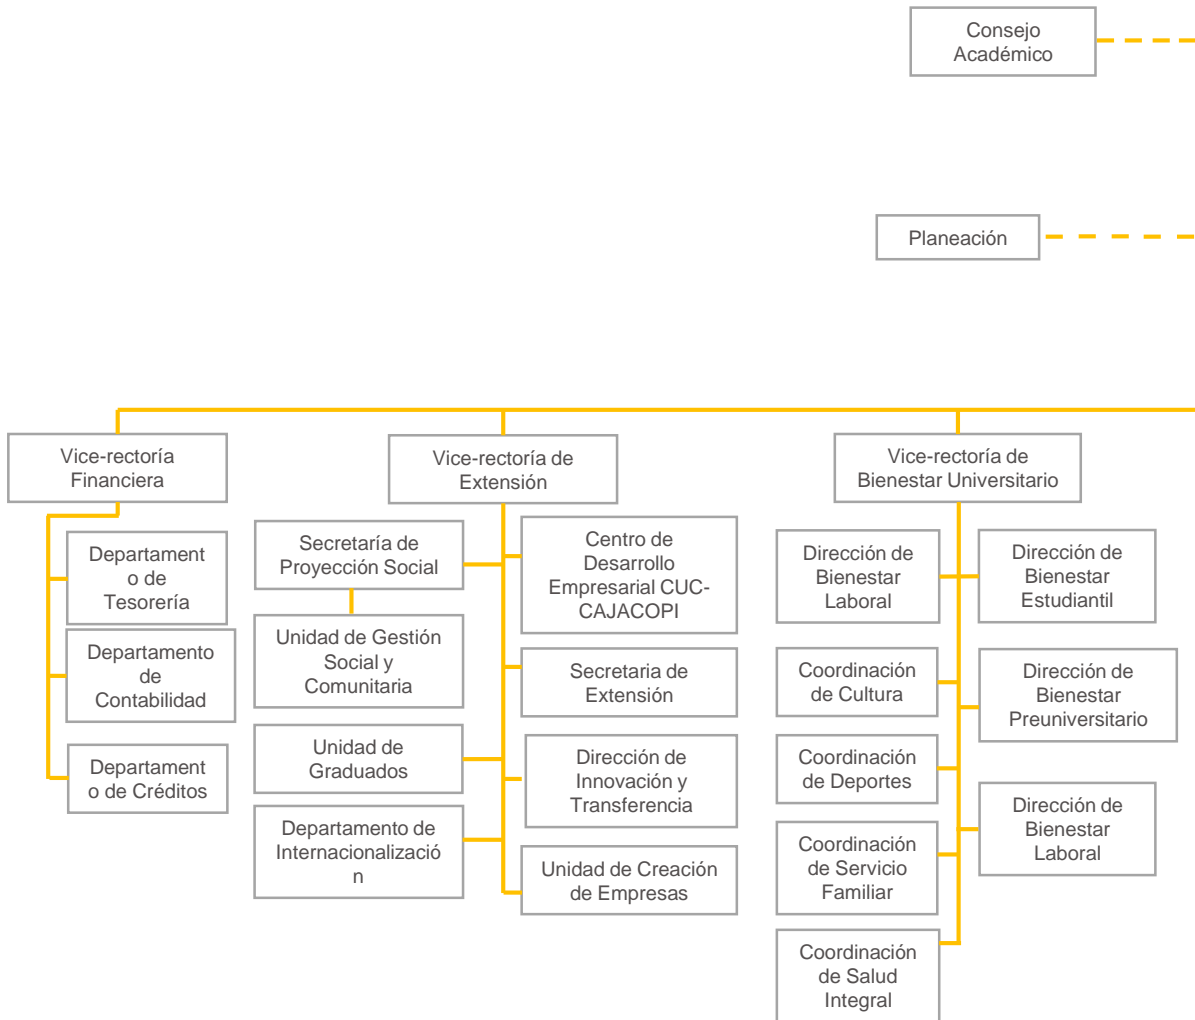 Consejo
Académico
Planeación
Vice-rectoría
Financiera
Departament
o de
Tesorería
Departamento
de
Contabilidad
Departament
o de Créditos
Vice-rectoría de
Extensión
Secretaría de
Proyección Social
Unidad de Gestión
Social y
Comunitaria
Unidad de
Graduados
Departamento de
Internacionalizació
n
Centro de
Desarrollo
Empresarial CUC-
CAJACOPI
Secretaria de
Extensión
Dirección de
Innovación y
Transferencia
Unidad de Creación
de Empresas
Vice-rectoría de
Bienestar Universitario
Dirección de
Bienestar
Laboral
Coordinación
de Cultura
Coordinación
de Deportes
Coordinación
de Servicio
Familiar
Coordinación
de Salud
Integral
Dirección de
Bienestar
Estudiantil
Dirección de
Bienestar
Preuniversitario
Dirección de
Bienestar
Laboral